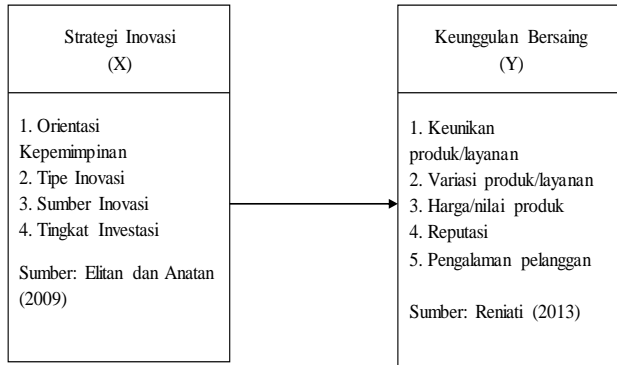 Strategi Inovasi
(X)
1. Orientasi
Kepemimpinan
2. Tipe Inovasi
3. Sumber Inovasi
4. Tingkat Investasi
Sumber: Elitan dan Anatan
(2009)
Keunggulan Bersaing
(Y)
1. Keunikan
produk/layanan
2. Variasi produk/layanan
3. Harga/nilai produk
4. Reputasi
5. Pengalaman pelanggan
Sumber: Reniati (2013)